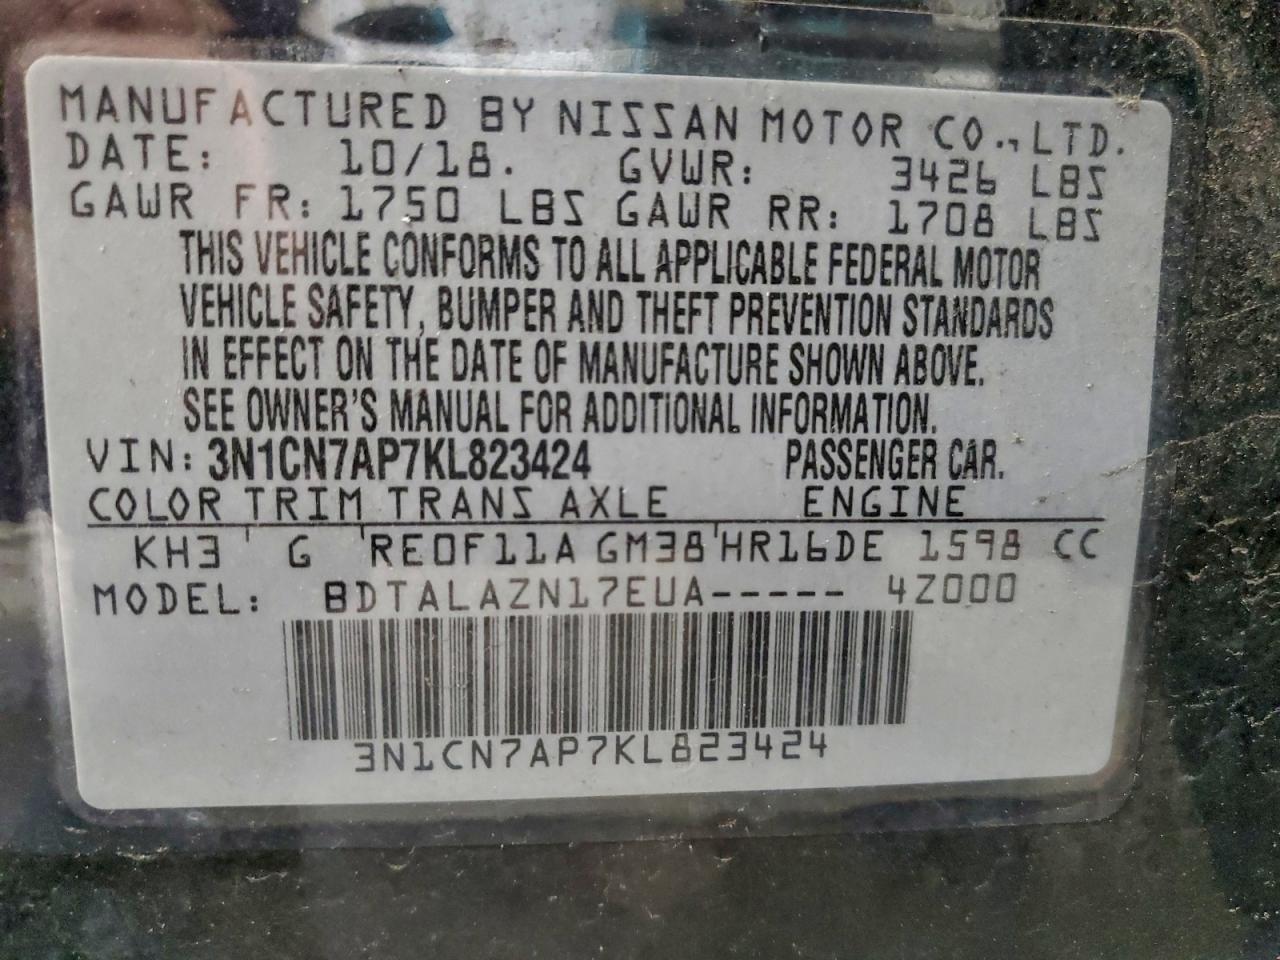 MANUFACTURED BY NISSAN MOTOR CO.,LTD.
DATE: 10/18. GVWR: 3426 LBS
GAWR FR: 1750 LBS GAWR RR: 1708 LBS
THIS VEHICLE CONFORMS TO ALL APPLICABLE FEDERAL MOTOR
VEHICLE SAFETY, BUMPER AND THEFT PREVENTION STANDARDS
IN EFFECT ON THE DATE OF MANUFACTURE SHOWN ABOVE.
SEE OWNER'S MANUAL FOR ADDITIONAL INFORMATION.
VIN: 3N1CN7AP7KL823424 PASSENGER CAR.
COLOR TRIM TRANS AXLE ENGINE
KH3 G RE0F11A GM38 HR16DE 1598 CC
MODEL: BDTALAZN17EUA----- 4Z000
3N1CN7AP7KL823424